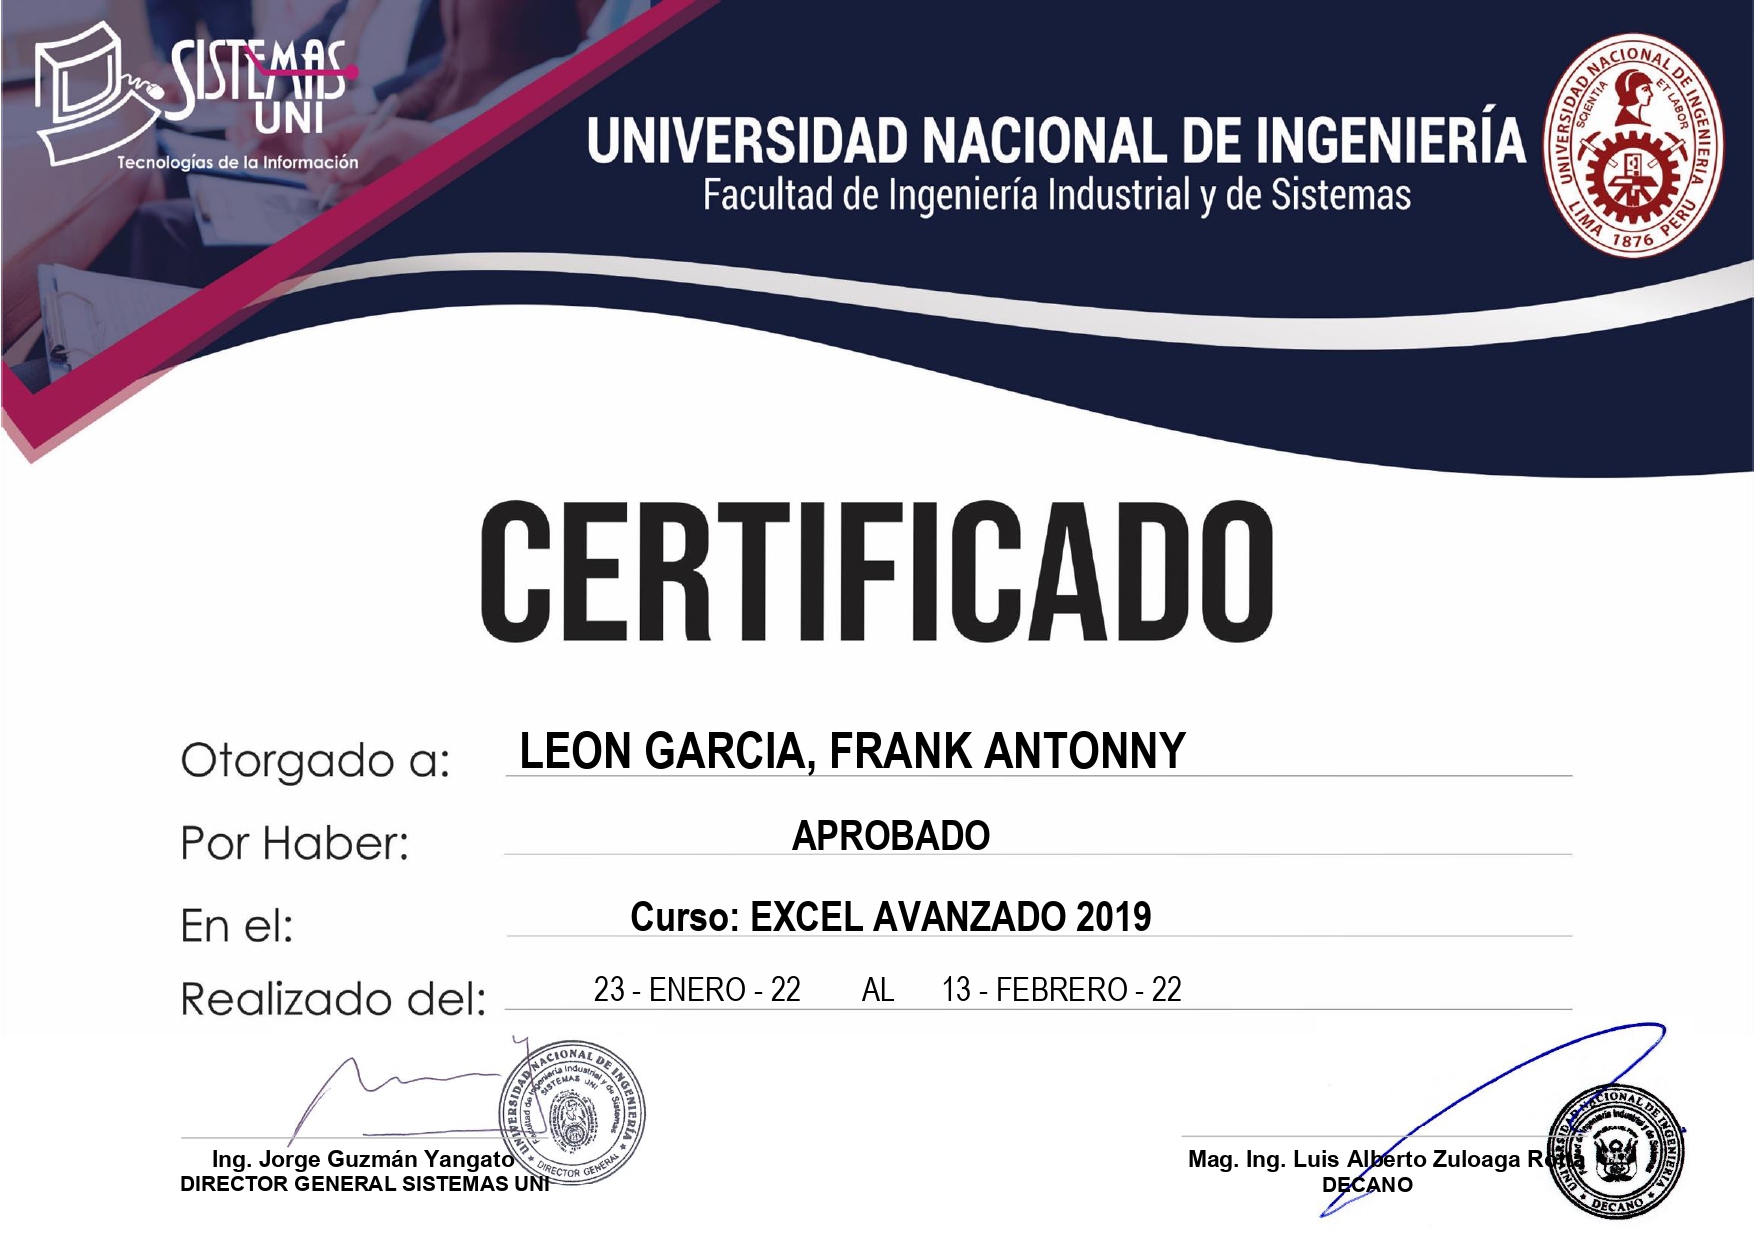 SISTEMAS
UNI
Tecnologías de la Información
UNIVERSIDAD NACIONAL DE INGENIERÍA
Facultad de Ingeniería Industrial y de Sistemas
UNIVERSIDAD NACIONAL DE INGENIERIA
SCIENTIA ET LABOR
LIMA 1876 PERU
CERTIFICADO
Otorgado a: LEON GARCIA, FRANK ANTONNY
Por Haber: APROBADO
En el: Curso: EXCEL AVANZADO 2019
Realizado del: 23 - ENERO - 22 AL 13 - FEBRERO - 22
UNIVERSIDAD NACIONAL DE INGENIERÍA
Facultad de Ingeniería Industrial y de Sistemas
SISTEMAS UNI
DIRECTOR GENERAL
Ing. Jorge Guzmán Yangato
DIRECTOR GENERAL SISTEMAS UNI
UNIVERSIDAD NACIONAL DE INGENIERIA
Facultad de Ingeniería Industrial y de Sistemas
DECANO
Mag. Ing. Luis Alberto Zuloaga
DECANO